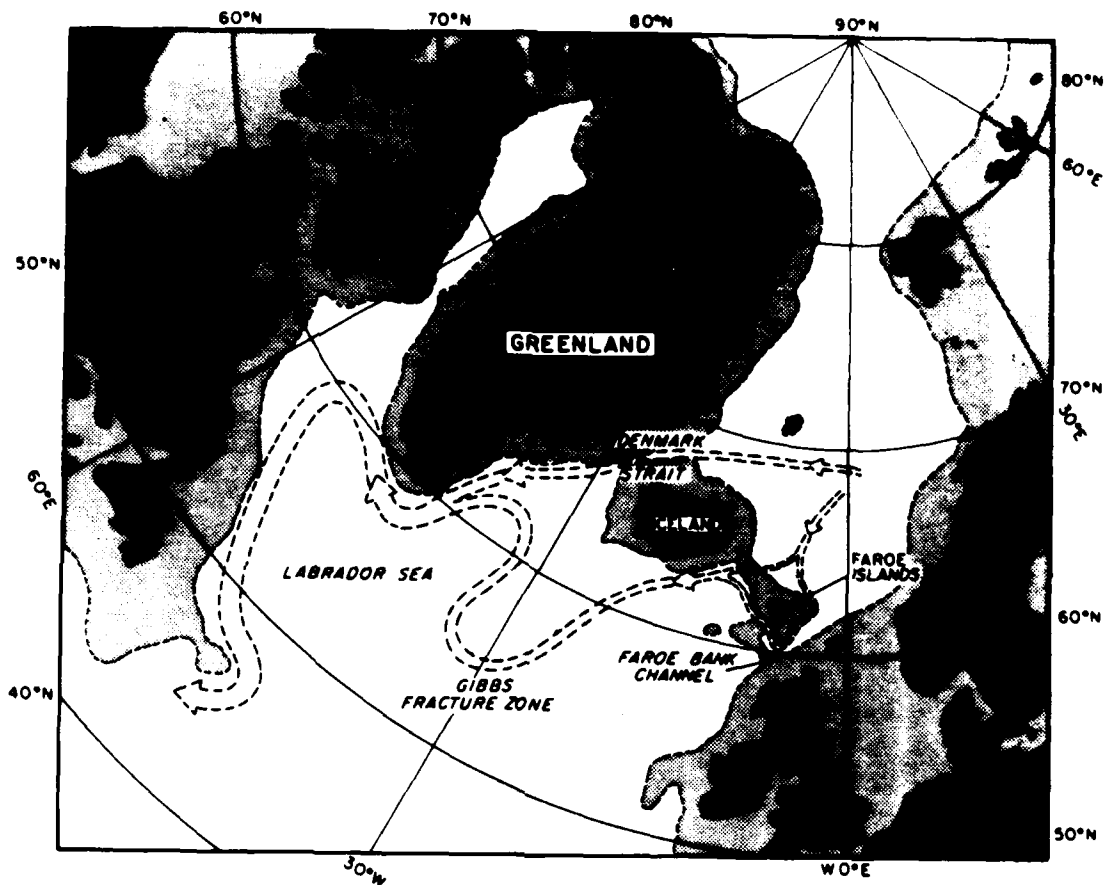 60°N
70°N
80°N
90°N
80°N
60°E
50°N
GREENLAND
70°N
30°E
DENMARK
STRAIT
ICELAND
60°E
LABRADOR SEA
FAROE
ISLANDS
60°N
FAROE BANK
CHANNEL
GIBBS
FRACTURE ZONE
40°N
50°N
30°W
W0°E